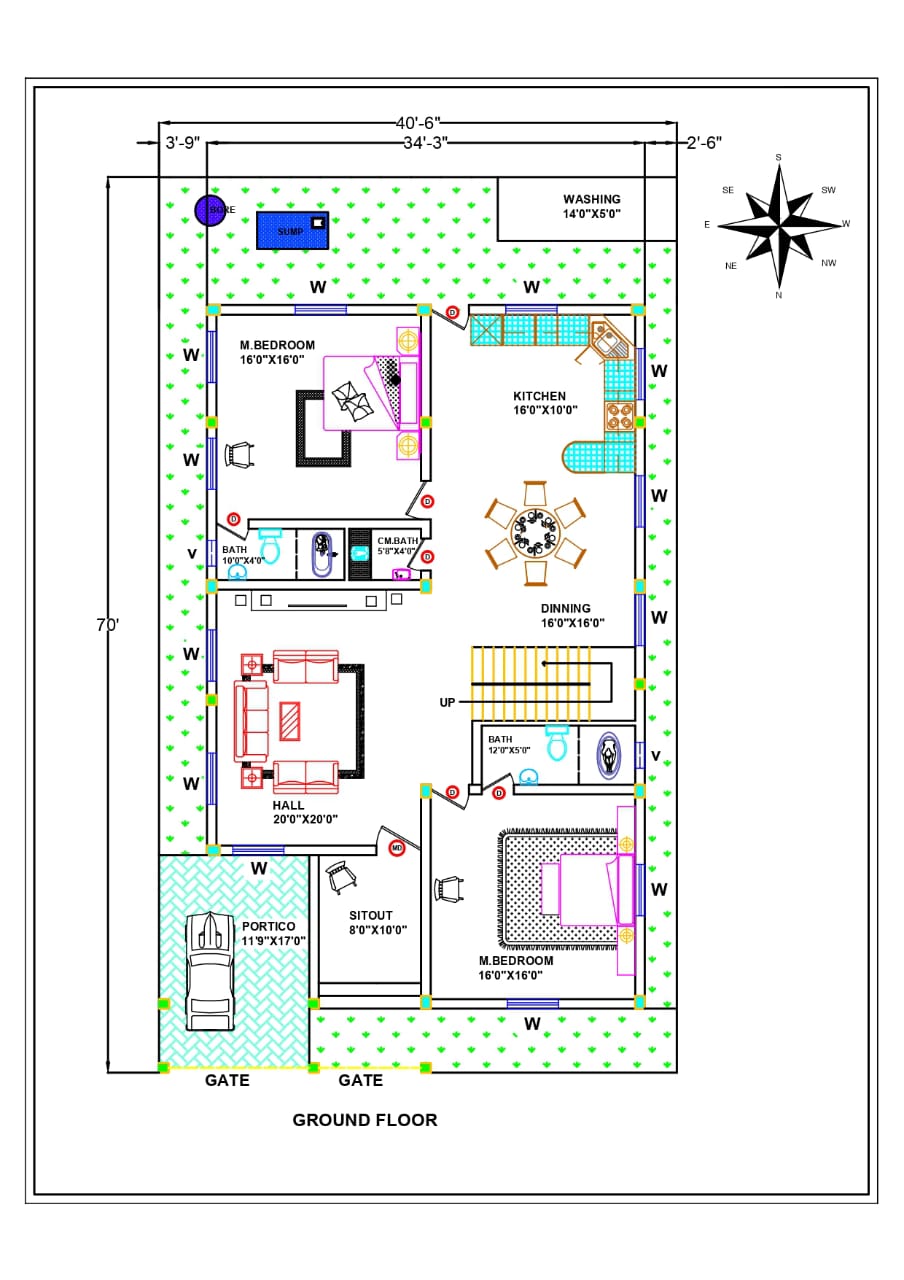 40'-6"
3'-9"
34'-3"
2'-6"
S
SE
SW
E
W
NE
NW
N
WASHING
14'0"X5'0"
BORE
SUMP
W
W
D
M.BEDROOM
16'0"X16'0"
W
W
KITCHEN
16'0"X10'0"
W
W
D
D
CM.BATH
5'8"X4'0"
D
BATH
10'0"X4'0"
V
DINNING
16'0"X16'0"
W
70'
W
UP
BATH
12'0"X5'0"
V
W
D
D
HALL
20'0"X20'0"
MD
W
W
SITOUT
8'0"X10'0"
PORTICO
11'9"X17'0"
M.BEDROOM
16'0"X16'0"
W
GATE
GATE
GROUND FLOOR